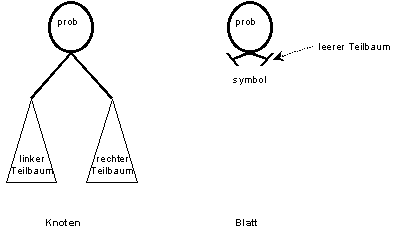 prob
prob
leerer Teilbaum
symbol
linker
Teilbaum
rechter
Teilbaum
Knoten
Blatt